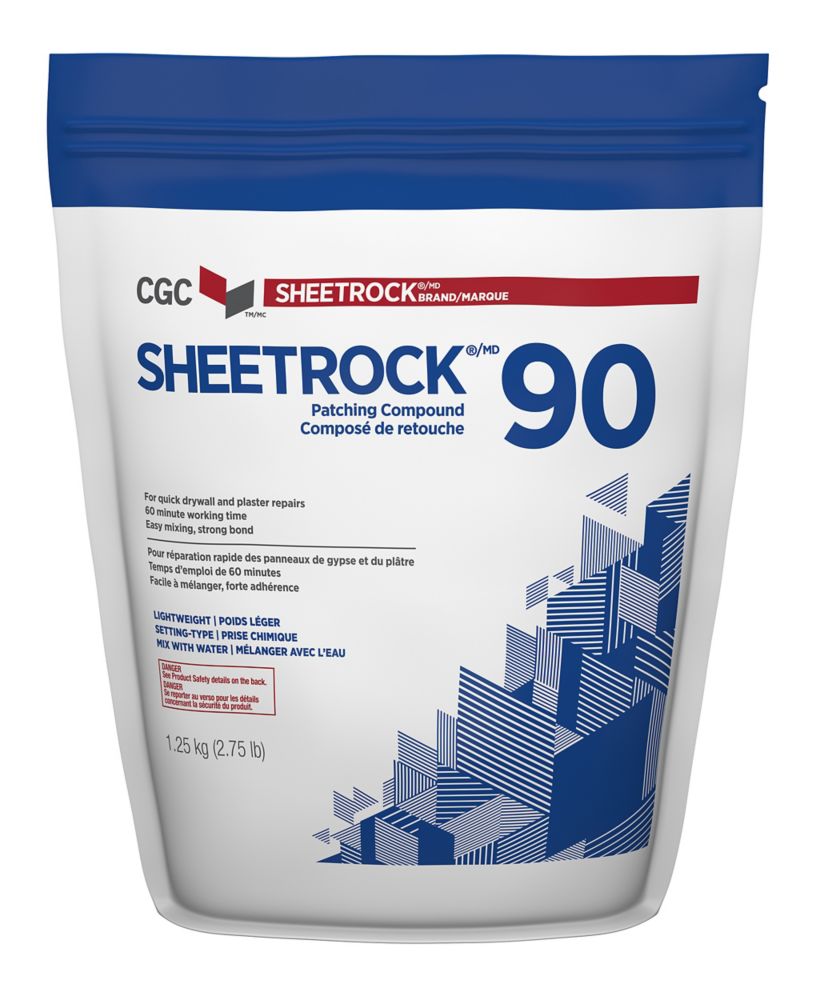 CGC
TM/MC
SHEETROCK®/MD BRAND/MARQUE
SHEETROCK®/MD 90
Patching Compound
Composé de retouche
For quick drywall and plaster repairs
60 minute working time
Easy mixing, strong bond
Pour réparation rapide des panneaux de gypse et du plâtre
Temps d'emploi de 60 minutes
Facile à mélanger, forte adhérence
LIGHTWEIGHT | POIDS LÉGER
SETTING-TYPE | PRISE CHIMIQUE
MIX WITH WATER | MÉLANGER AVEC L'EAU
DANGER
See Product Safety details on the back.
DANGER
Se reporter au verso pour les détails
concernant la sécurité du produit.
1.25 kg (2.75 lb)